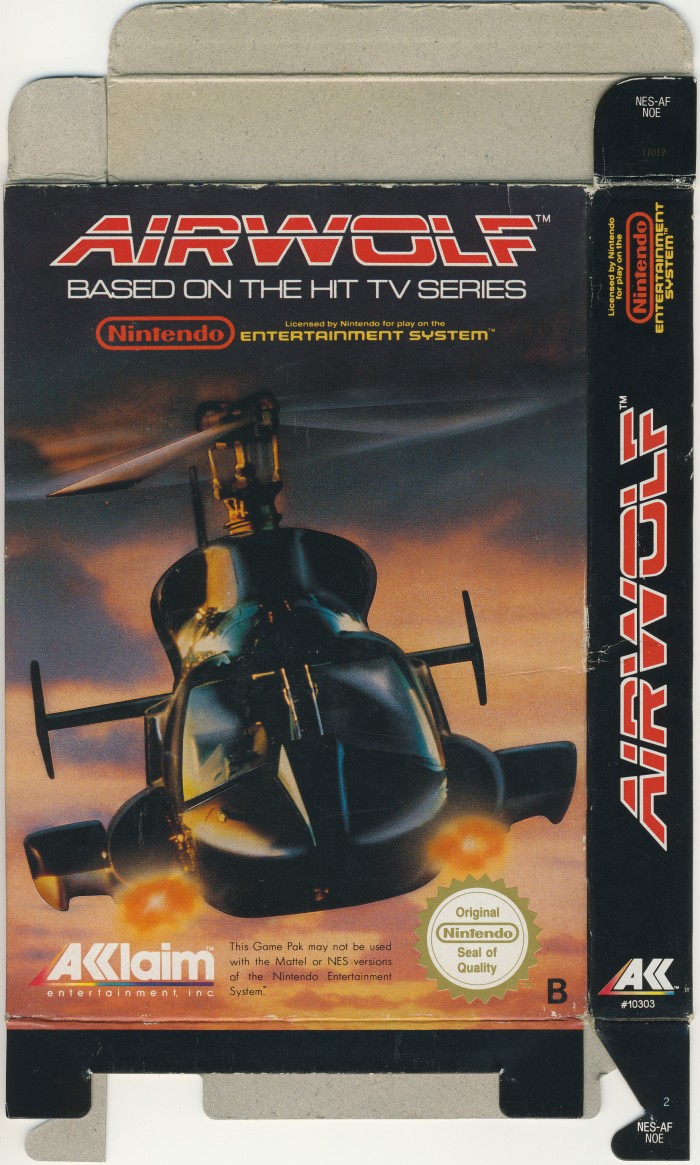 NES-AF
NOE
11017
AIRWOLF™
BASED ON THE HIT TV SERIES
Nintendo
Licensed by Nintendo for play on the
ENTERTAINMENT SYSTEM™
Licensed by Nintendo
for play on the
Nintendo
ENTERTAINMENT
SYSTEM™
AIRWOLF™
AKKlaim™
entertainment, inc.
This Game Pak may not be used
with the Mattel or NES versions
of the Nintendo Entertainment
System.™
Original
Nintendo
Seal of
Quality
B
AKK™
#10303
2
NES-AF
NOE